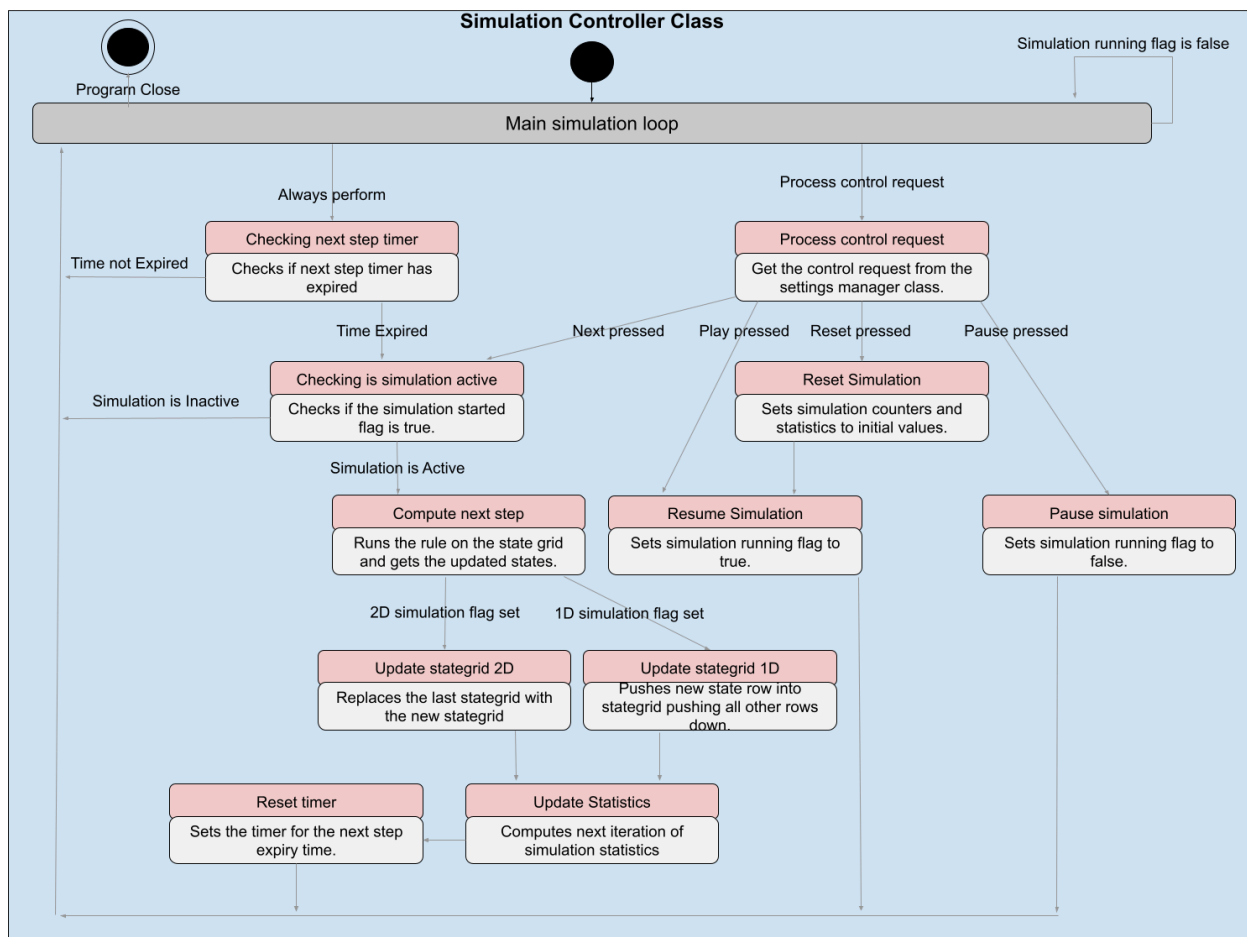 Simulation Controller Class
Simulation running flag is false
Program Close
Main simulation loop
Always perform
Process control request
Checking next step timer
Checks if next step timer has
expired
Process control request
Get the control request from the
settings manager class.
Time not Expired
Time Expired
Next pressed
Play pressed
Reset pressed
Pause pressed
Checking is simulation active
Checks if the simulation started
flag is true.
Reset Simulation
Sets simulation counters and
statistics to initial values.
Simulation is Inactive
Simulation is Active
Compute next step
Runs the rule on the state grid
and gets the updated states.
Resume Simulation
Sets simulation running flag to
true.
Pause simulation
Sets simulation running flag to
false.
2D simulation flag set
1D simulation flag set
Update stategrid 2D
Replaces the last stategrid with
the new stategrid
Update stategrid 1D
Pushes new state row into
stategrid pushing all other rows
down.
Reset timer
Sets the timer for the next step
expiry time.
Update Statistics
Computes next iteration of
simulation statistics